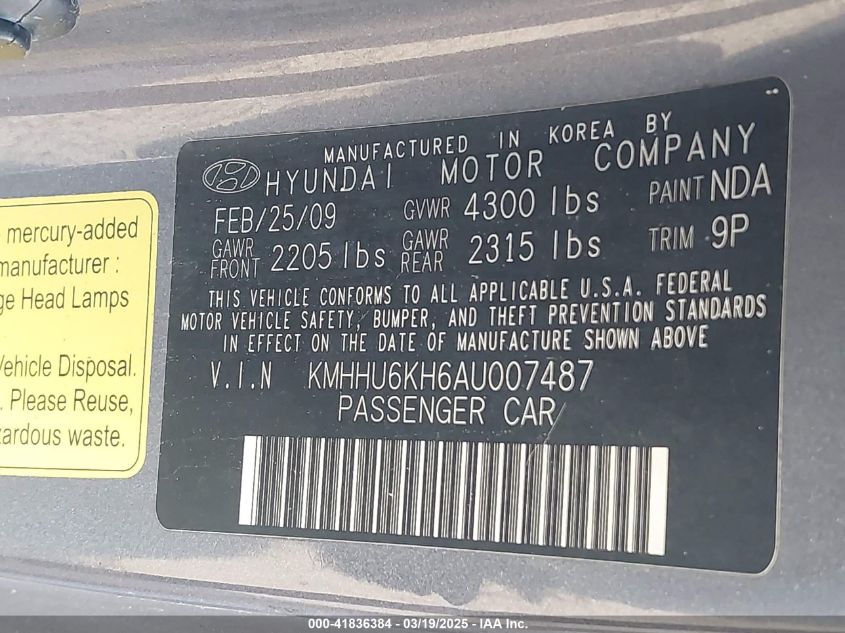 MANUFACTURED IN KOREA BY
HYUNDAI MOTOR COMPANY
FEB/25/09 GVWR 4300 lbs PAINT NDA
GAWR FRONT 2205 lbs GAWR REAR 2315 lbs TRIM 9P
THIS VEHICLE CONFORMS TO ALL APPLICABLE U.S.A. FEDERAL
MOTOR VEHICLE SAFETY, BUMPER, AND THEFT PREVENTION STANDARDS
IN EFFECT ON THE DATE OF MANUFACTURE SHOWN ABOVE
V.I.N KMHHU6KH6AU007487
PASSENGER CAR
mercury-added
manufacturer :
ge Head Lamps
Vehicle Disposal.
. Please Reuse,
zardous waste.
000-41836384 - 03/19/2025 - IAA Inc.